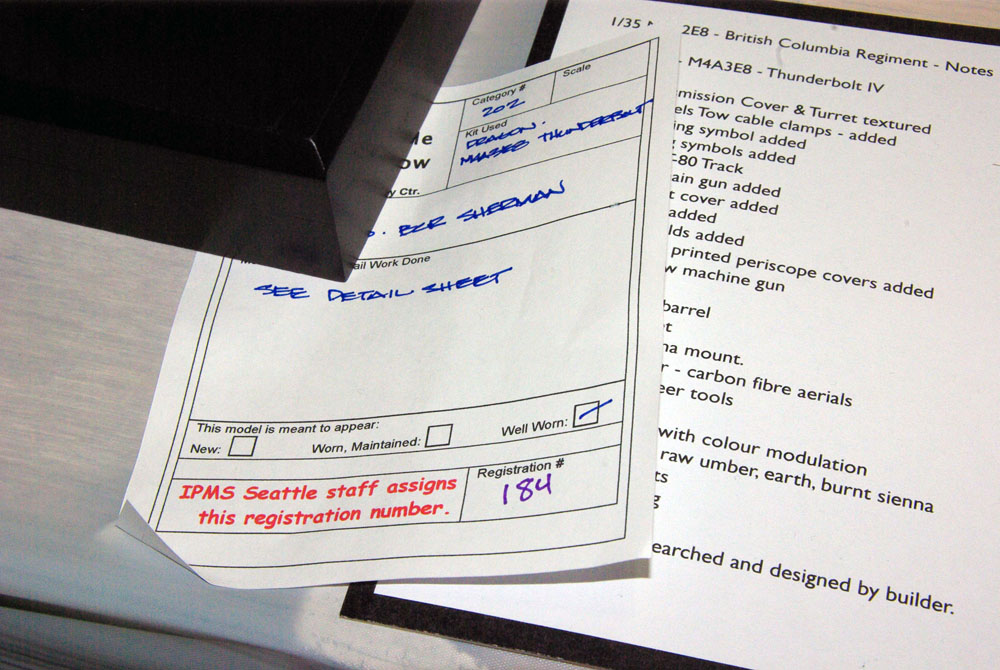 Category #
202
Scale
Kit Used
DRAGON.
M4A3E8 THUNDERBOLT
ow
y Ctr.
BCR SHERMAN
ail Work Done
SEE DETAIL SHEET
This model is meant to appear:
New:
Worn, Maintained:
Well Worn:
IPMS Seattle staff assigns
this registration number.
Registration #
184
1/35
2E8 - British Columbia Regiment - Notes
- M4A3E8 - Thunderbolt IV
mission Cover & Turret textured
els Tow cable clamps - added
ing symbol added
symbols added
-80 Track
ain gun added
t cover added
added
lds added
printed periscope covers added
w machine gun
barrel
t
na mount.
r - carbon fibre aerials
eer tools
with colour modulation
raw umber, earth, burnt sienna
ts
g
earched and designed by builder.